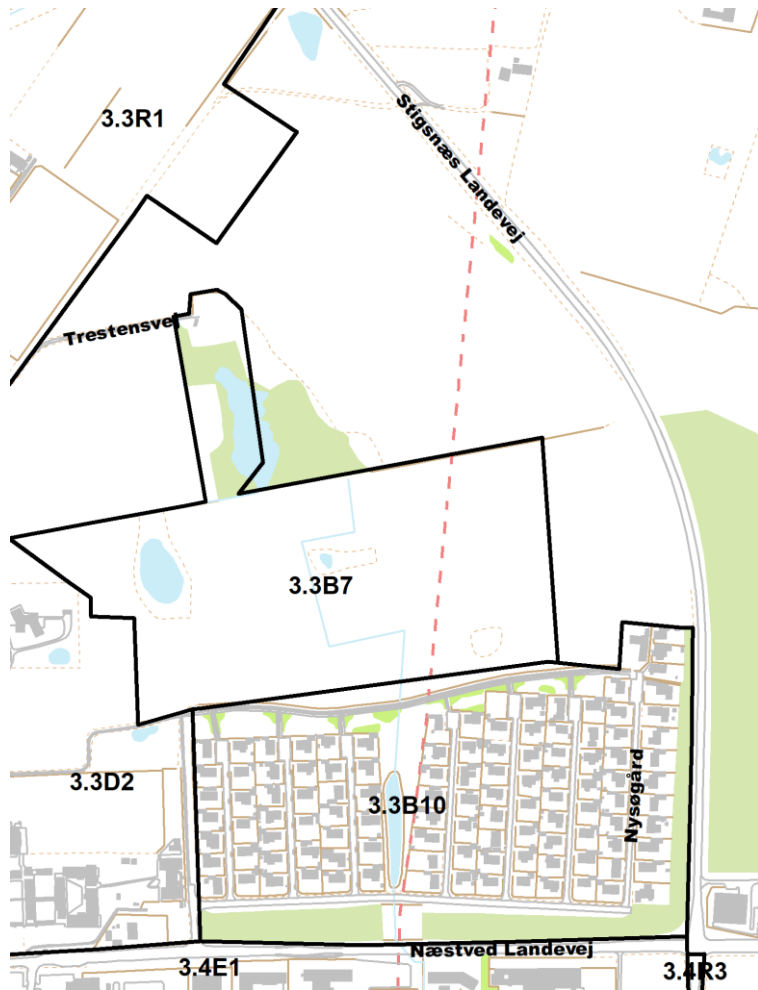 3.3R1
Stigsnæs Landevej
Trestensvej
3.3B7
3.3D2
3.3B10
Nysøgård
Næstved Landevej
3.4E1
3.4R3